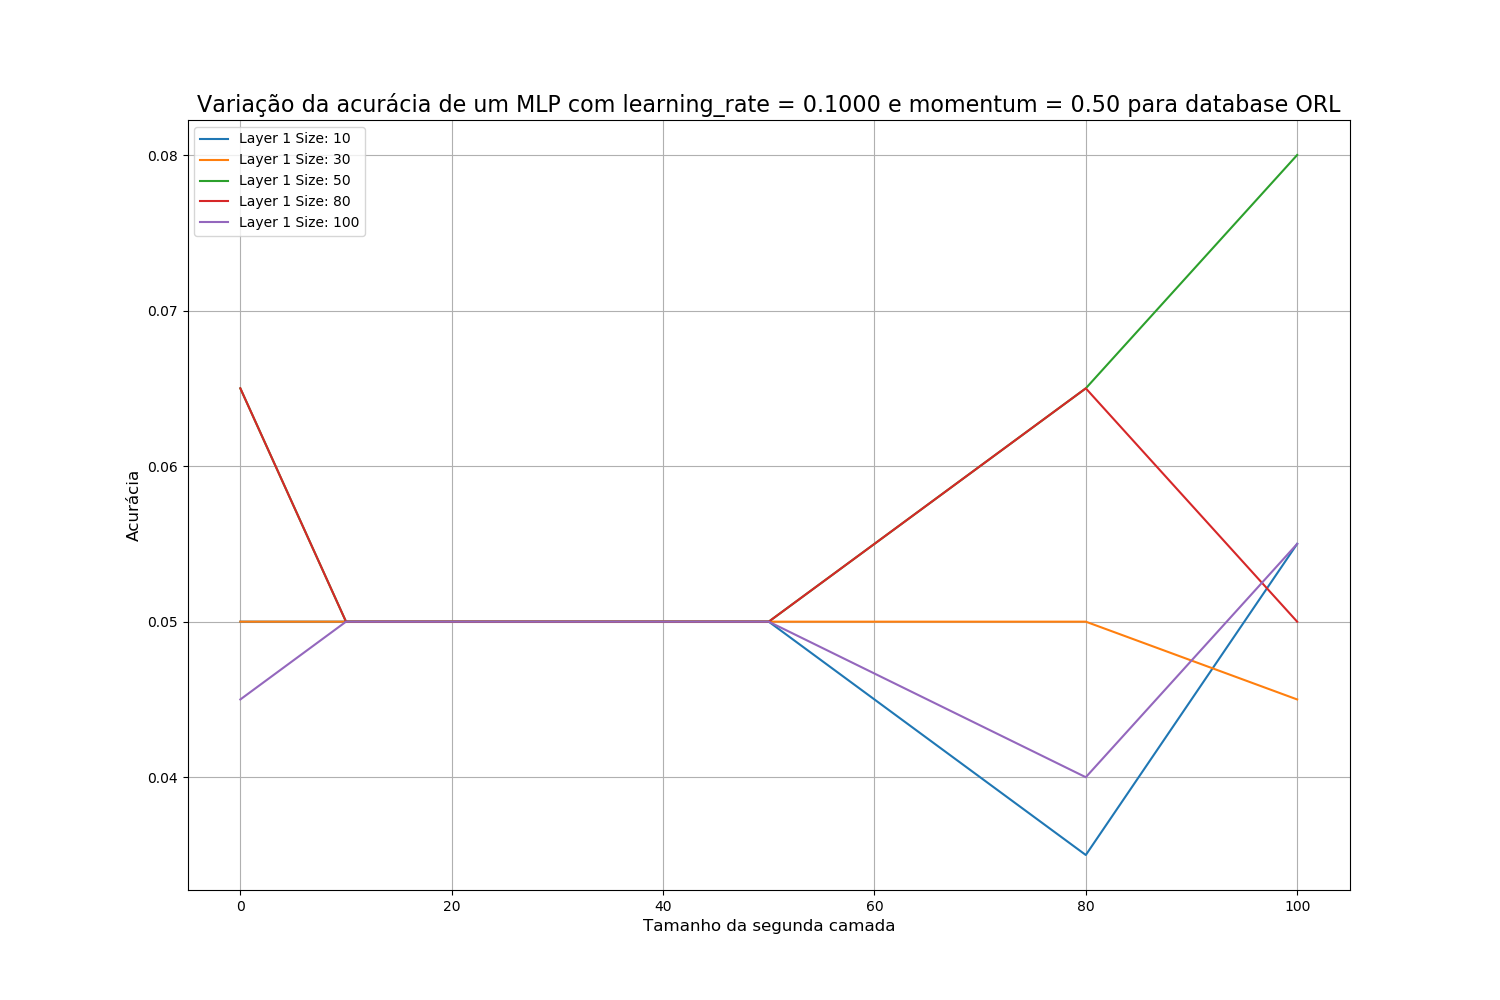 Variação da acurácia de um MLP com learning_rate = 0.1000 e momentum = 0.50 para database ORL
Layer 1 Size: 10
Layer 1 Size: 30
Layer 1 Size: 50
Layer 1 Size: 80
Layer 1 Size: 100
0.08
0.07
0.06
0.05
0.04
Acurácia
0 20 40 60 80 100
Tamanho da segunda camada